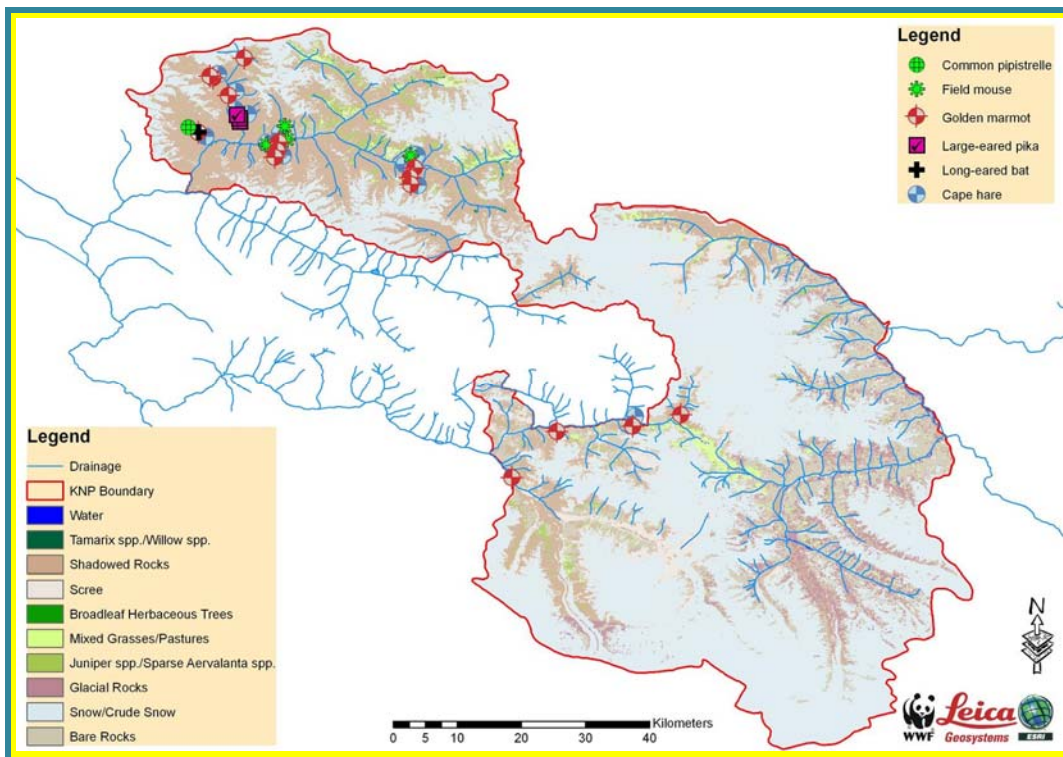 Legend
Common pipistrelle
Field mouse
Golden marmot
Large-eared pika
Long-eared bat
Cape hare
Legend
Drainage
KNP Boundary
Water
Tamarix spp./Willow spp.
Shadowed Rocks
Scree
Broadleaf Herbaceous Trees
Mixed Grasses/Pastures
Juniper spp./Sparse Aervalanta spp.
Glacial Rocks
Snow/Crude Snow
Bare Rocks
Kilometers
0 5 10 20 30 40
N
WWF
Leica
Geosystems
ESRI